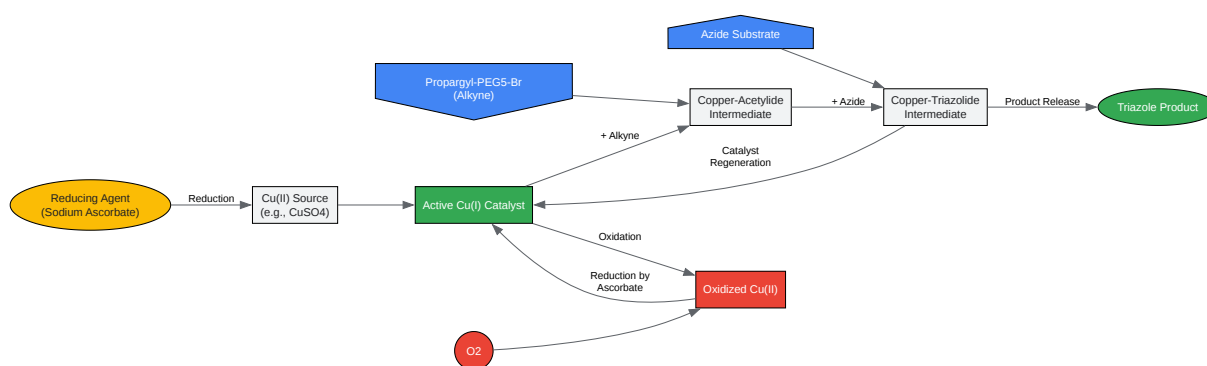 Azide Substrate
Propargyl-PEG5-Br
(Alkyne)
Copper-Acetylide
Intermediate
+ Azide
Copper-Triazolide
Intermediate
Product Release
Triazole Product
+ Alkyne
Catalyst
Regeneration
Reducing Agent
(Sodium Ascorbate)
Reduction
Cu(II) Source
(e.g., CuSO4)
Active Cu(I) Catalyst
Oxidation
Reduction by
Ascorbate
Oxidized Cu(II)
O2